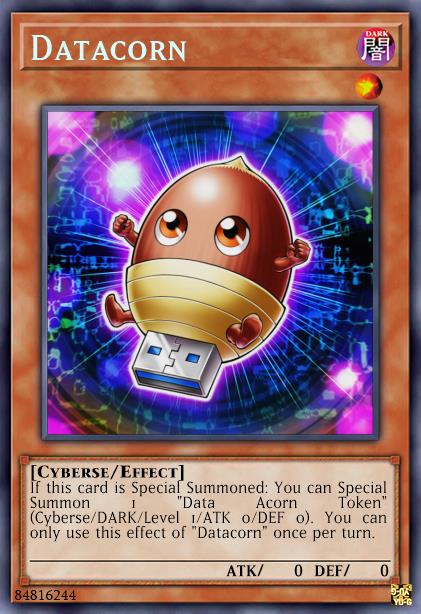 Datacorn
DARK
闇
[Cyberse/Effect]
If this card is Special Summoned: You can Special
Summon 1 "Data Acorn Token"
(Cyberse/DARK/Level 1/ATK 0/DEF 0). You can
only use this effect of "Datacorn" once per turn.
ATK/ 0 DEF/ 0
84816244